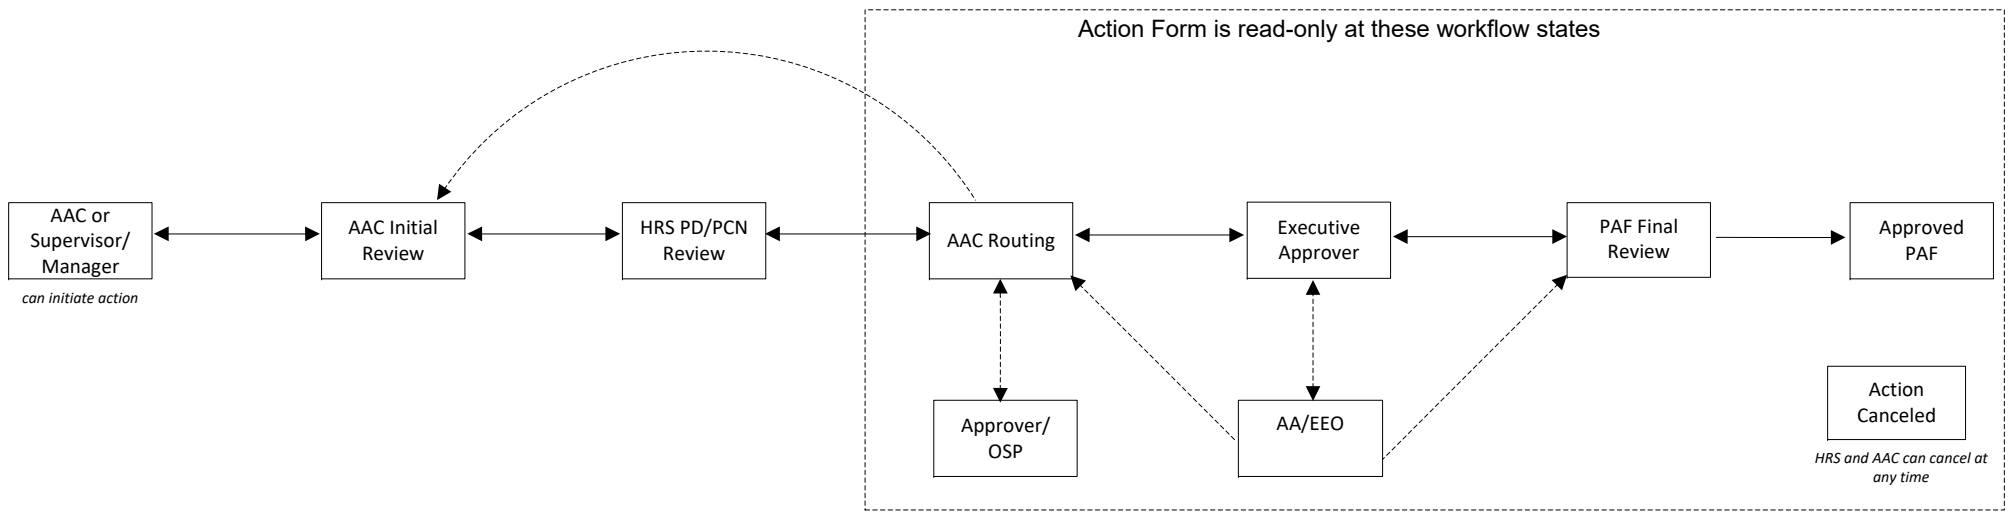 Action Form is read-only at these workflow states
AAC or
Supervisor/
Manager
can initiate action
AAC Initial
Review
HRS PD/PCN
Review
AAC Routing
Executive
Approver
PAF Final
Review
Approved
PAF
Approver/
OSP
AA/EEO
Action
Canceled
HRS and AAC can cancel at
any time